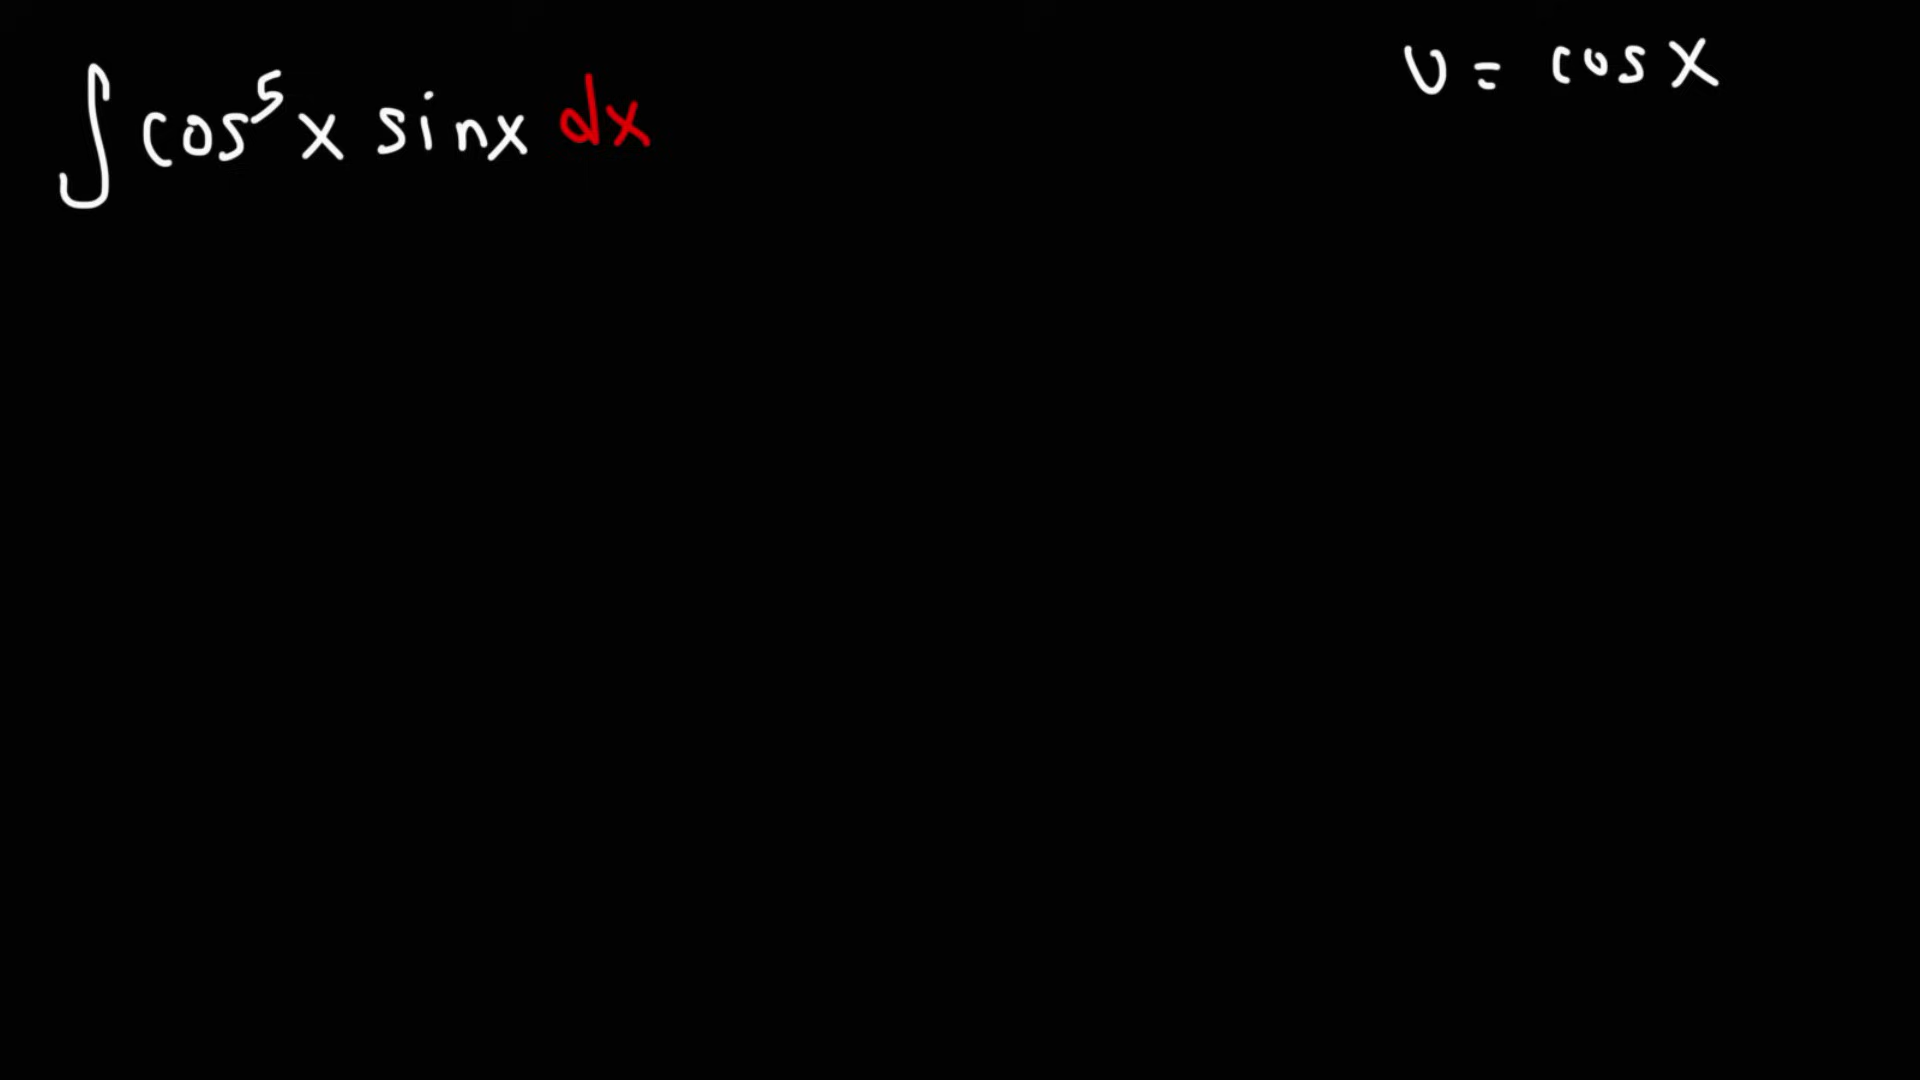 ∫ cos⁵x sinx dx
u = cos x